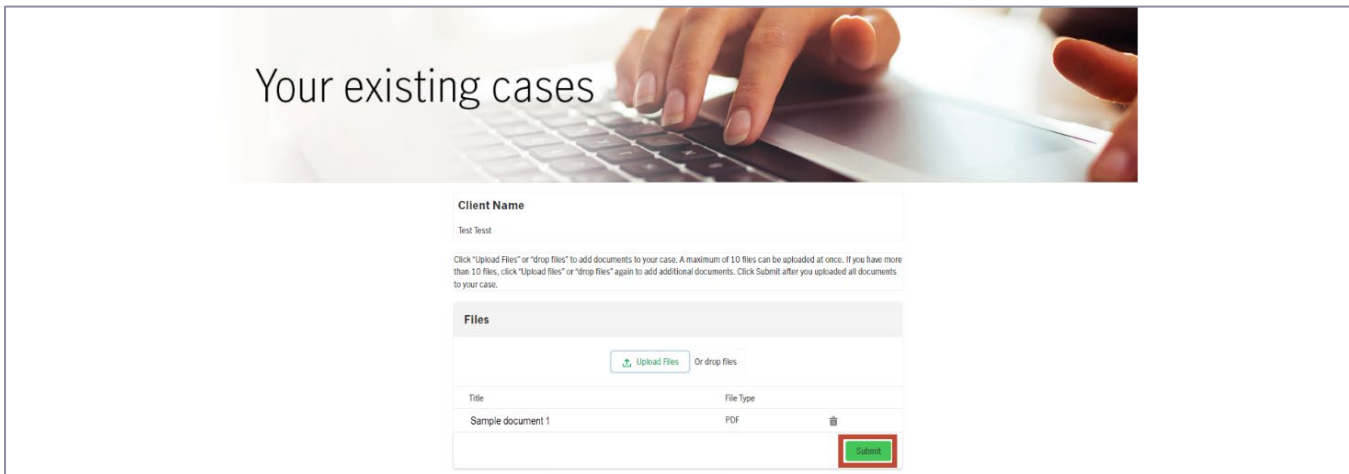 Your existing cases
Client Name
Test Tesst
Click "Upload Files" or "drop files" to add documents to your case. A maximum of 10 files can be uploaded at once. If you have more
than 10 files, click "Upload files" or "drop files" again to add additional documents. Click Submit after you uploaded all documents
to your case.
Files
Upload Files Or drop files
Title File Type
Sample document 1 PDF
Submit